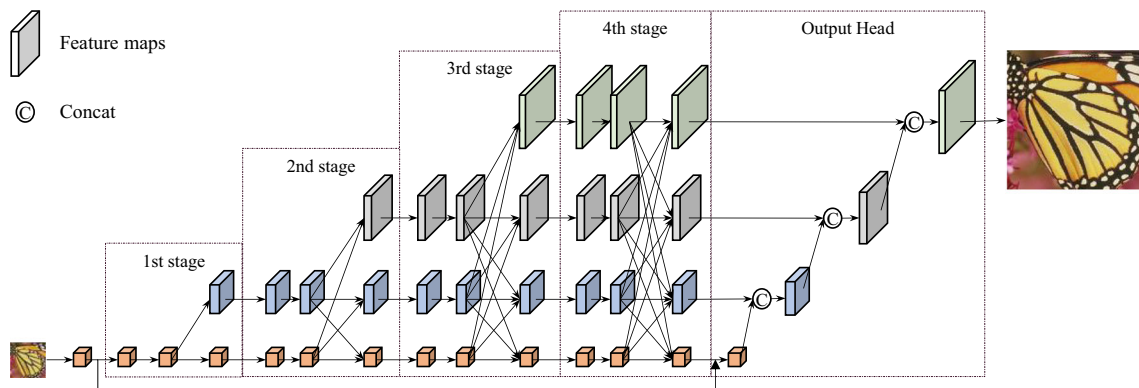 4th stage
Output Head
Feature maps
3rd stage
C
Concat
C
2nd stage
C
1st stage
C